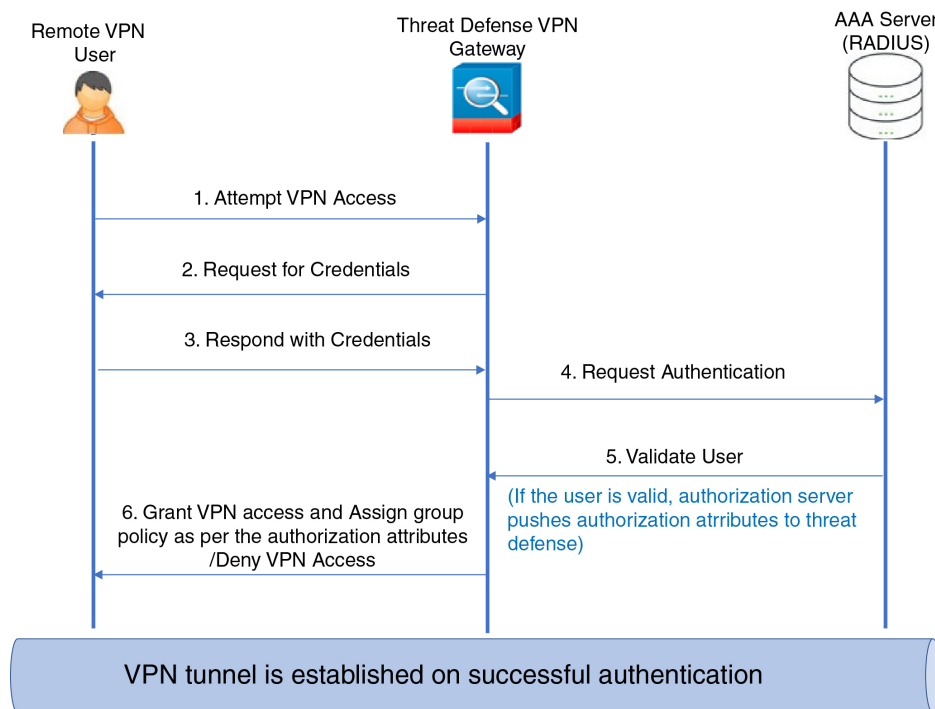 Remote VPN
User
Threat Defense VPN
Gateway
AAA Server
(RADIUS)
1. Attempt VPN Access
2. Request for Credentials
3. Respond with Credentials
4. Request Authentication
5. Validate User
(If the user is valid, authorization server
pushes authorization atrributes to threat
defense)
6. Grant VPN access and Assign group
policy as per the authorization attributes
/Deny VPN Access
VPN tunnel is established on successful authentication